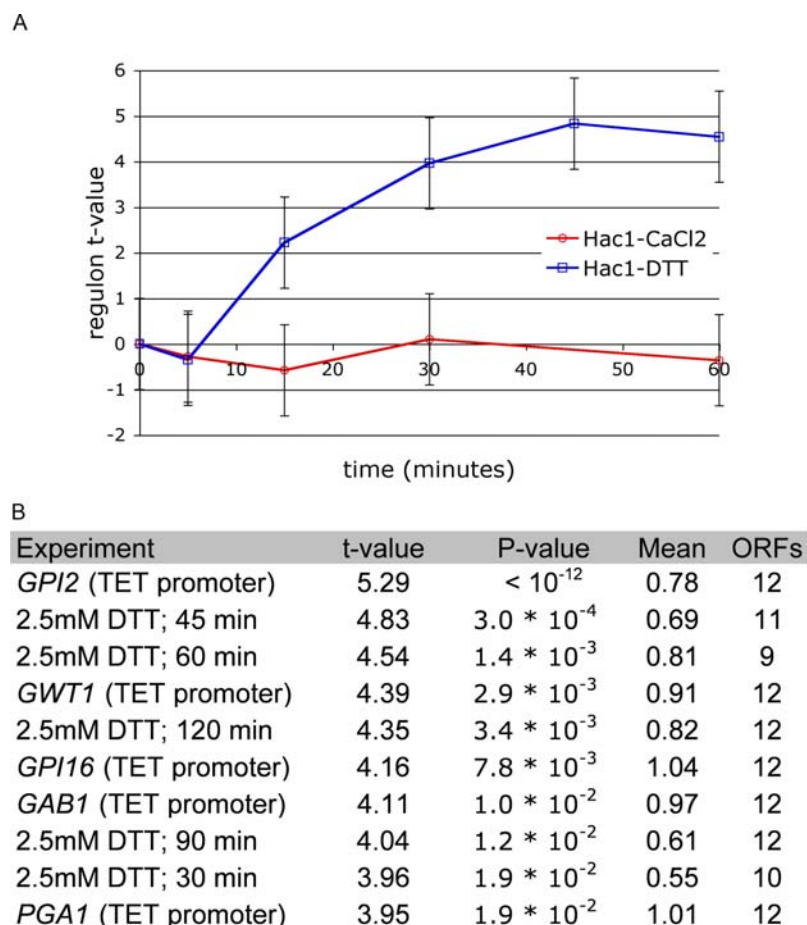 A
6
5
4
3
2
1
0
-1
-2
regulon t-value
Hac1-CaCl2
Hac1-DTT
0 10 20 30 40 50 60
time (minutes)
B
Experiment t-value P-value Mean ORFs
GPI2 (TET promoter) 5.29 < 10⁻¹² 0.78 12
2.5mM DTT; 45 min 4.83 3.0 * 10⁻⁴ 0.69 11
2.5mM DTT; 60 min 4.54 1.4 * 10⁻³ 0.81 9
GWT1 (TET promoter) 4.39 2.9 * 10⁻³ 0.91 12
2.5mM DTT; 120 min 4.35 3.4 * 10⁻³ 0.82 12
GPI16 (TET promoter) 4.16 7.8 * 10⁻³ 1.04 12
GAB1 (TET promoter) 4.11 1.0 * 10⁻² 0.97 12
2.5mM DTT; 90 min 4.04 1.2 * 10⁻² 0.61 12
2.5mM DTT; 30 min 3.96 1.9 * 10⁻² 0.55 10
PGA1 (TET promoter) 3.95 1.9 * 10⁻² 1.01 12